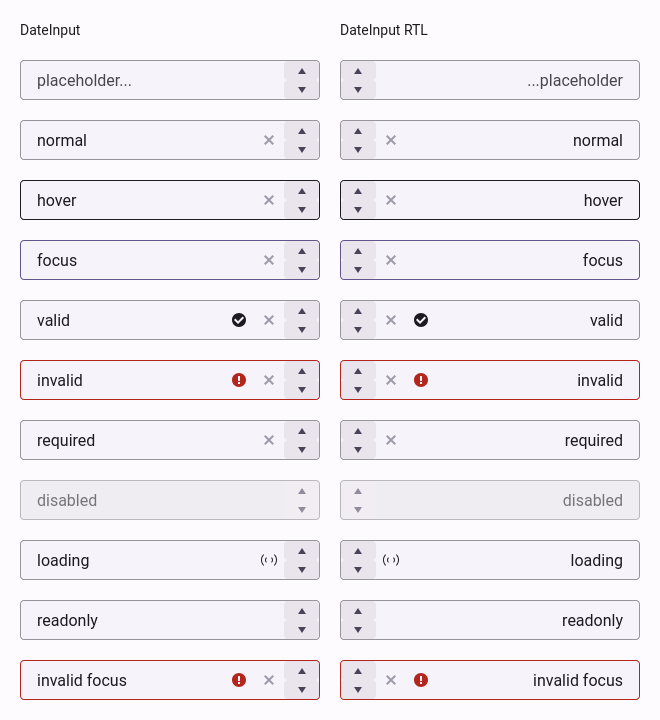 DateInput
placeholder...
normal
hover
focus
valid
invalid
required
disabled
loading
readonly
invalid focus
DateInput RTL
...placeholder
normal
hover
focus
valid
invalid
required
disabled
loading
readonly
invalid focus